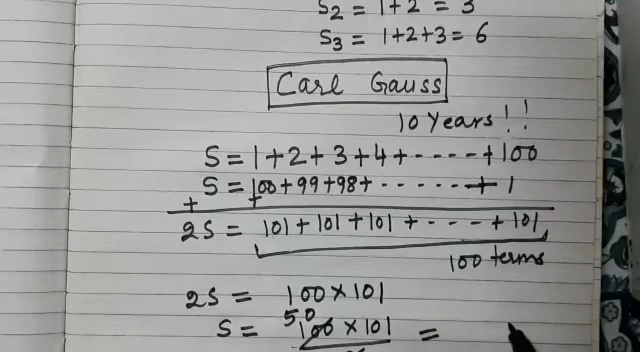 S₂ = 1+2 = 3
S₃ = 1+2+3 = 6
Carl Gauss
10 Years!!
S = 1+2+3+4+-----+100
+ S = 100+99+98+------+1
2S = 101+101+101+----+101
100 terms
2S = 100×101
50
S = 100×101 =